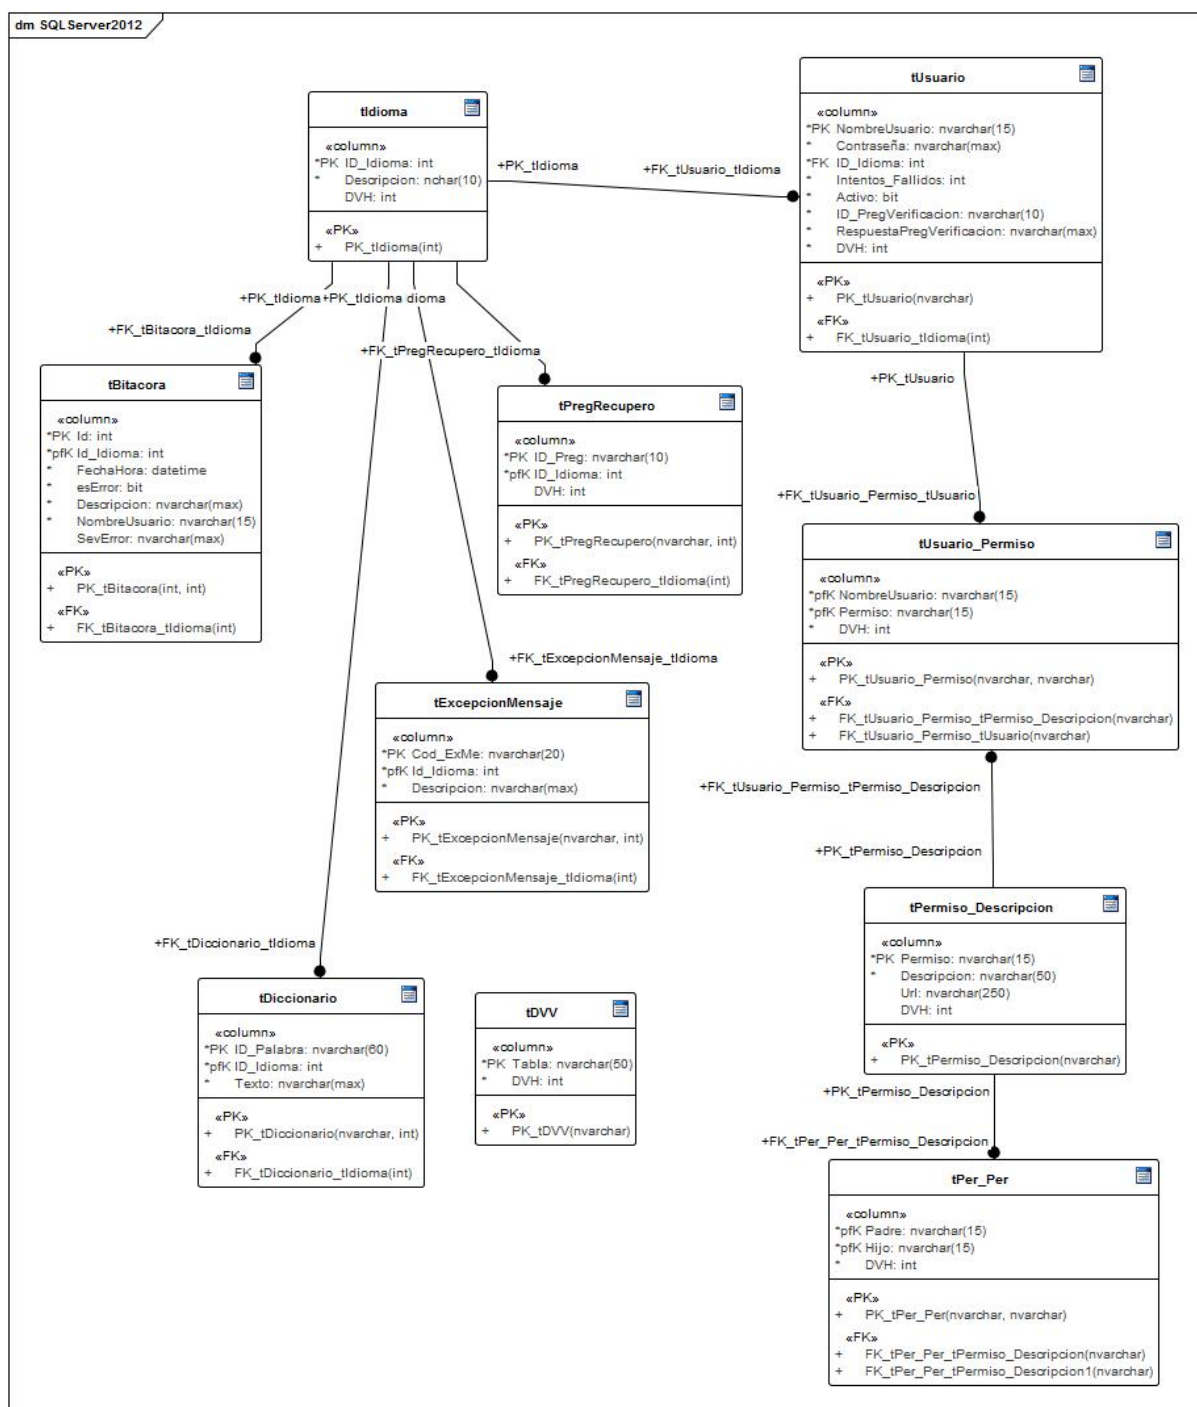 dm SQLServer2012
tIdioma
«column»
*PK ID_Idioma: int
* Descripcion: nchar(10)
DVH: int
«PK»
+ PK_tIdioma(int)
+PK_tIdioma
+FK_tUsuario_tIdioma
tUsuario
«column»
*PK NombreUsuario: nvarchar(15)
* Contraseña: nvarchar(max)
*FK ID_Idioma: int
* Intentos_Fallidos: int
* Activo: bit
* ID_PregVerificacion: nvarchar(10)
* RespuestaPregVerificacion: nvarchar(max)
* DVH: int
«PK»
+ PK_tUsuario(nvarchar)
«FK»
+ FK_tUsuario_tIdioma(int)
+PK_tIdioma +PK_tIdioma dioma
+FK_tBitacora_tIdioma
+FK_tPregRecupero_tIdioma
+PK_tUsuario
tBitacora
«column»
*PK Id: int
*pfK Id_Idioma: int
* FechaHora: datetime
* esError: bit
* Descripcion: nvarchar(max)
* NombreUsuario: nvarchar(15)
SevError: nvarchar(max)
«PK»
+ PK_tBitacora(int, int)
«FK»
+ FK_tBitacora_tIdioma(int)
tPregRecupero
«column»
*PK ID_Preg: nvarchar(10)
*pfK ID_Idioma: int
DVH: int
«PK»
+ PK_tPregRecupero(nvarchar, int)
«FK»
+ FK_tPregRecupero_tIdioma(int)
+FK_tUsuario_Permiso_tUsuario
tUsuario_Permiso
«column»
*pfK NombreUsuario: nvarchar(15)
*pfK Permiso: nvarchar(15)
* DVH: int
«PK»
+ PK_tUsuario_Permiso(nvarchar, nvarchar)
«FK»
+ FK_tUsuario_Permiso_tPermiso_Descripcion(nvarchar)
+ FK_tUsuario_Permiso_tUsuario(nvarchar)
+FK_tExcepcionMensaje_tIdioma
tExcepcionMensaje
«column»
*PK Cod_ExMe: nvarchar(20)
*pfK Id_Idioma: int
* Descripcion: nvarchar(max)
«PK»
+ PK_tExcepcionMensaje(nvarchar, int)
«FK»
+ FK_tExcepcionMensaje_tIdioma(int)
+FK_tUsuario_Permiso_tPermiso_Descripcion
+PK_tPermiso_Descripcion
tPermiso_Descripcion
«column»
*PK Permiso: nvarchar(15)
* Descripcion: nvarchar(50)
Url: nvarchar(250)
DVH: int
«PK»
+ PK_tPermiso_Descripcion(nvarchar)
+FK_tDiccionario_tIdioma
tDiccionario
«column»
*PK ID_Palabra: nvarchar(60)
*pfK ID_Idioma: int
* Texto: nvarchar(max)
«PK»
+ PK_tDiccionario(nvarchar, int)
«FK»
+ FK_tDiccionario_tIdioma(int)
tDVV
«column»
*PK Tabla: nvarchar(50)
* DVH: int
«PK»
+ PK_tDVV(nvarchar)
+PK_tPermiso_Descripcion
+FK_tPer_Per_tPermiso_Descripcion
tPer_Per
«column»
*pfK Padre: nvarchar(15)
*pfK Hijo: nvarchar(15)
* DVH: int
«PK»
+ PK_tPer_Per(nvarchar, nvarchar)
«FK»
+ FK_tPer_Per_tPermiso_Descripcion(nvarchar)
+ FK_tPer_Per_tPermiso_Descripcion1(nvarchar)